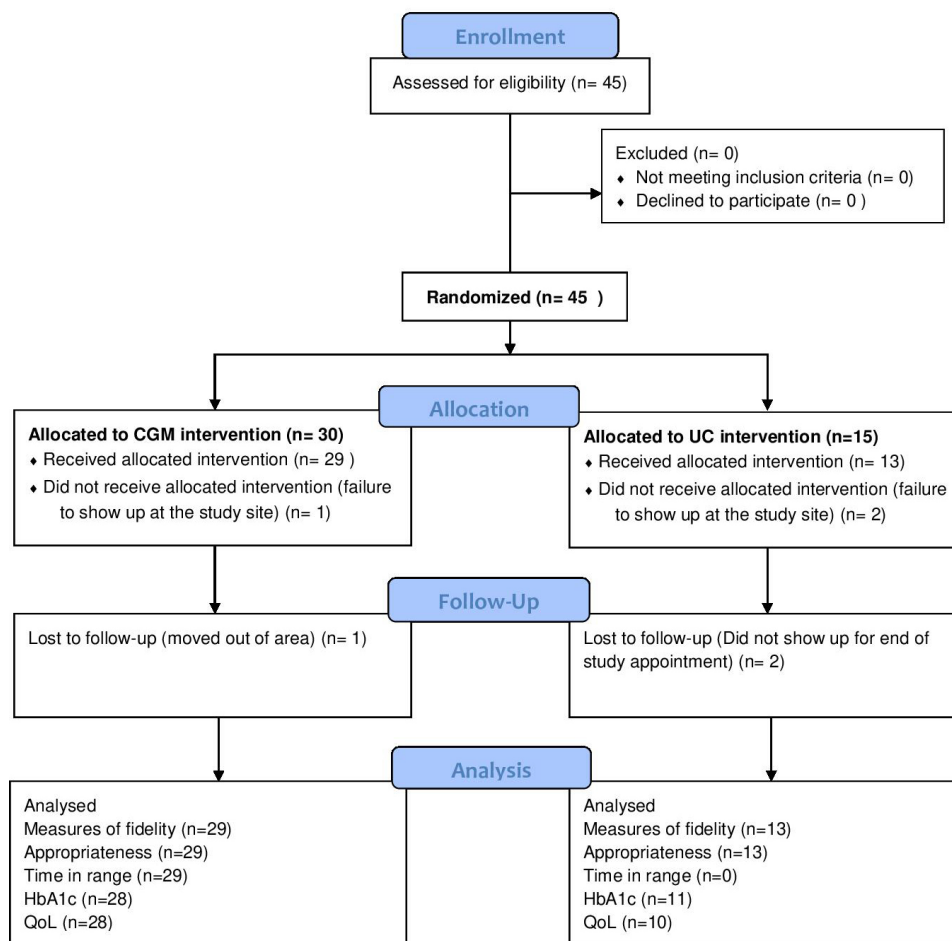 Enrollment
Assessed for eligibility (n= 45)
Excluded (n= 0)
♦ Not meeting inclusion criteria (n= 0)
♦ Declined to participate (n= 0 )
Randomized (n= 45 )
Allocation
Allocated to CGM intervention (n= 30)
♦ Received allocated intervention (n= 29 )
♦ Did not receive allocated intervention (failure
to show up at the study site) (n= 1)
Allocated to UC intervention (n=15)
♦ Received allocated intervention (n= 13)
♦ Did not receive allocated intervention (failure
to show up at the study site) (n= 2)
Follow-Up
Lost to follow-up (moved out of area) (n= 1)
Lost to follow-up (Did not show up for end of
study appointment) (n= 2)
Analysis
Analysed
Measures of fidelity (n=29)
Appropriateness (n=29)
Time in range (n=29)
HbA1c (n=28)
QoL (n=28)
Analysed
Measures of fidelity (n=13)
Appropriateness (n=13)
Time in range (n=0)
HbA1c (n=11)
QoL (n=10)